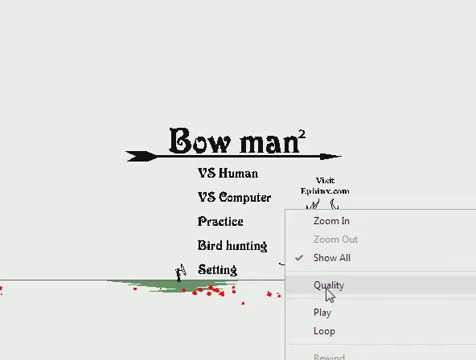 Bow man²
VS Human
VS Computer
Practice
Bird hunting
Setting
Visit
Ephinx.com
Zoom In
Zoom Out
Show All
Quality
Play
Loop
Rewind